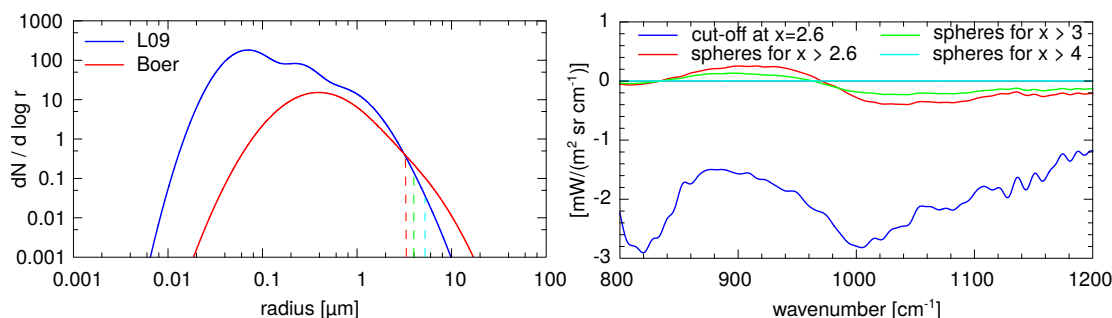 1000
100
10
1
0.1
0.01
0.001
dN / d log r
L09
Boer
0.001 0.01 0.1 1 10 100
radius [µm]
1
0
-1
-2
-3
[mW/(m² sr cm⁻¹)]
cut-off at x=2.6
spheres for x > 2.6
spheres for x > 3
spheres for x > 4
800 900 1000 1100 1200
wavenumber [cm⁻¹]